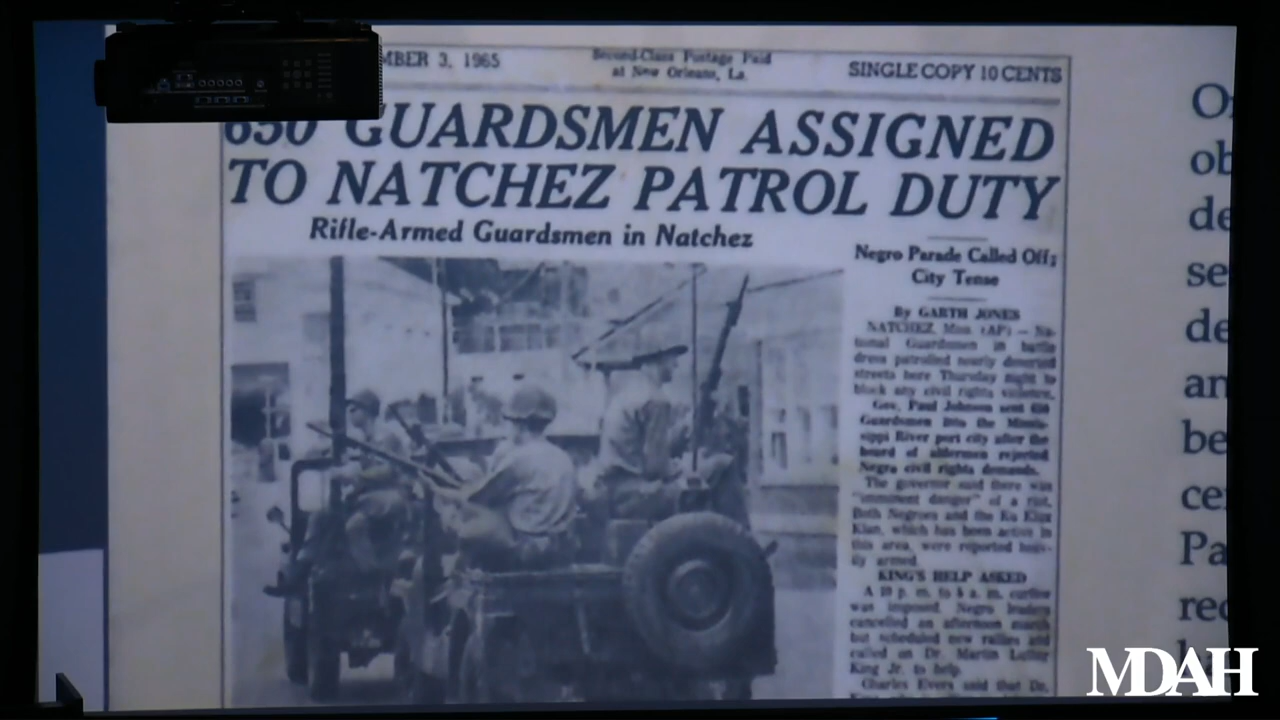 MBER 3, 1965
Second-Class Postage Paid
at New Orleans, La.
SINGLE COPY 10 CENTS
650 GUARDSMEN ASSIGNED
TO NATCHEZ PATROL DUTY
Rifle-Armed Guardsmen in Natchez
Negro Parade Called Off;
City Tense
By GARTH JONES
NATCHEZ, Miss. (AP) — Na-
tional Guardsmen in battle
dress patrolled nearly deserted
streets here Thursday night to
block any civil rights violence.
Gov. Paul Johnson sent 650
Guardsmen into the Missis-
sippi River port city after the
board of aldermen rejected
Negro civil rights demands.
The governor said there was
"imminent danger" of a riot.
Both Negroes and the Ku Klux
Klan, which has been active in
this area, were reported heav-
ily armed.
KING'S HELP ASKED
A 10 p. m. to 5 a. m. curfew
was imposed. Negro leaders
cancelled an afternoon march
but scheduled new rallies and
called on Dr. Martin Luther
King Jr. to help.
Charles Evers said that Dr.
ob
de
se
de
an
be
cer
Pa
rec
MDAH